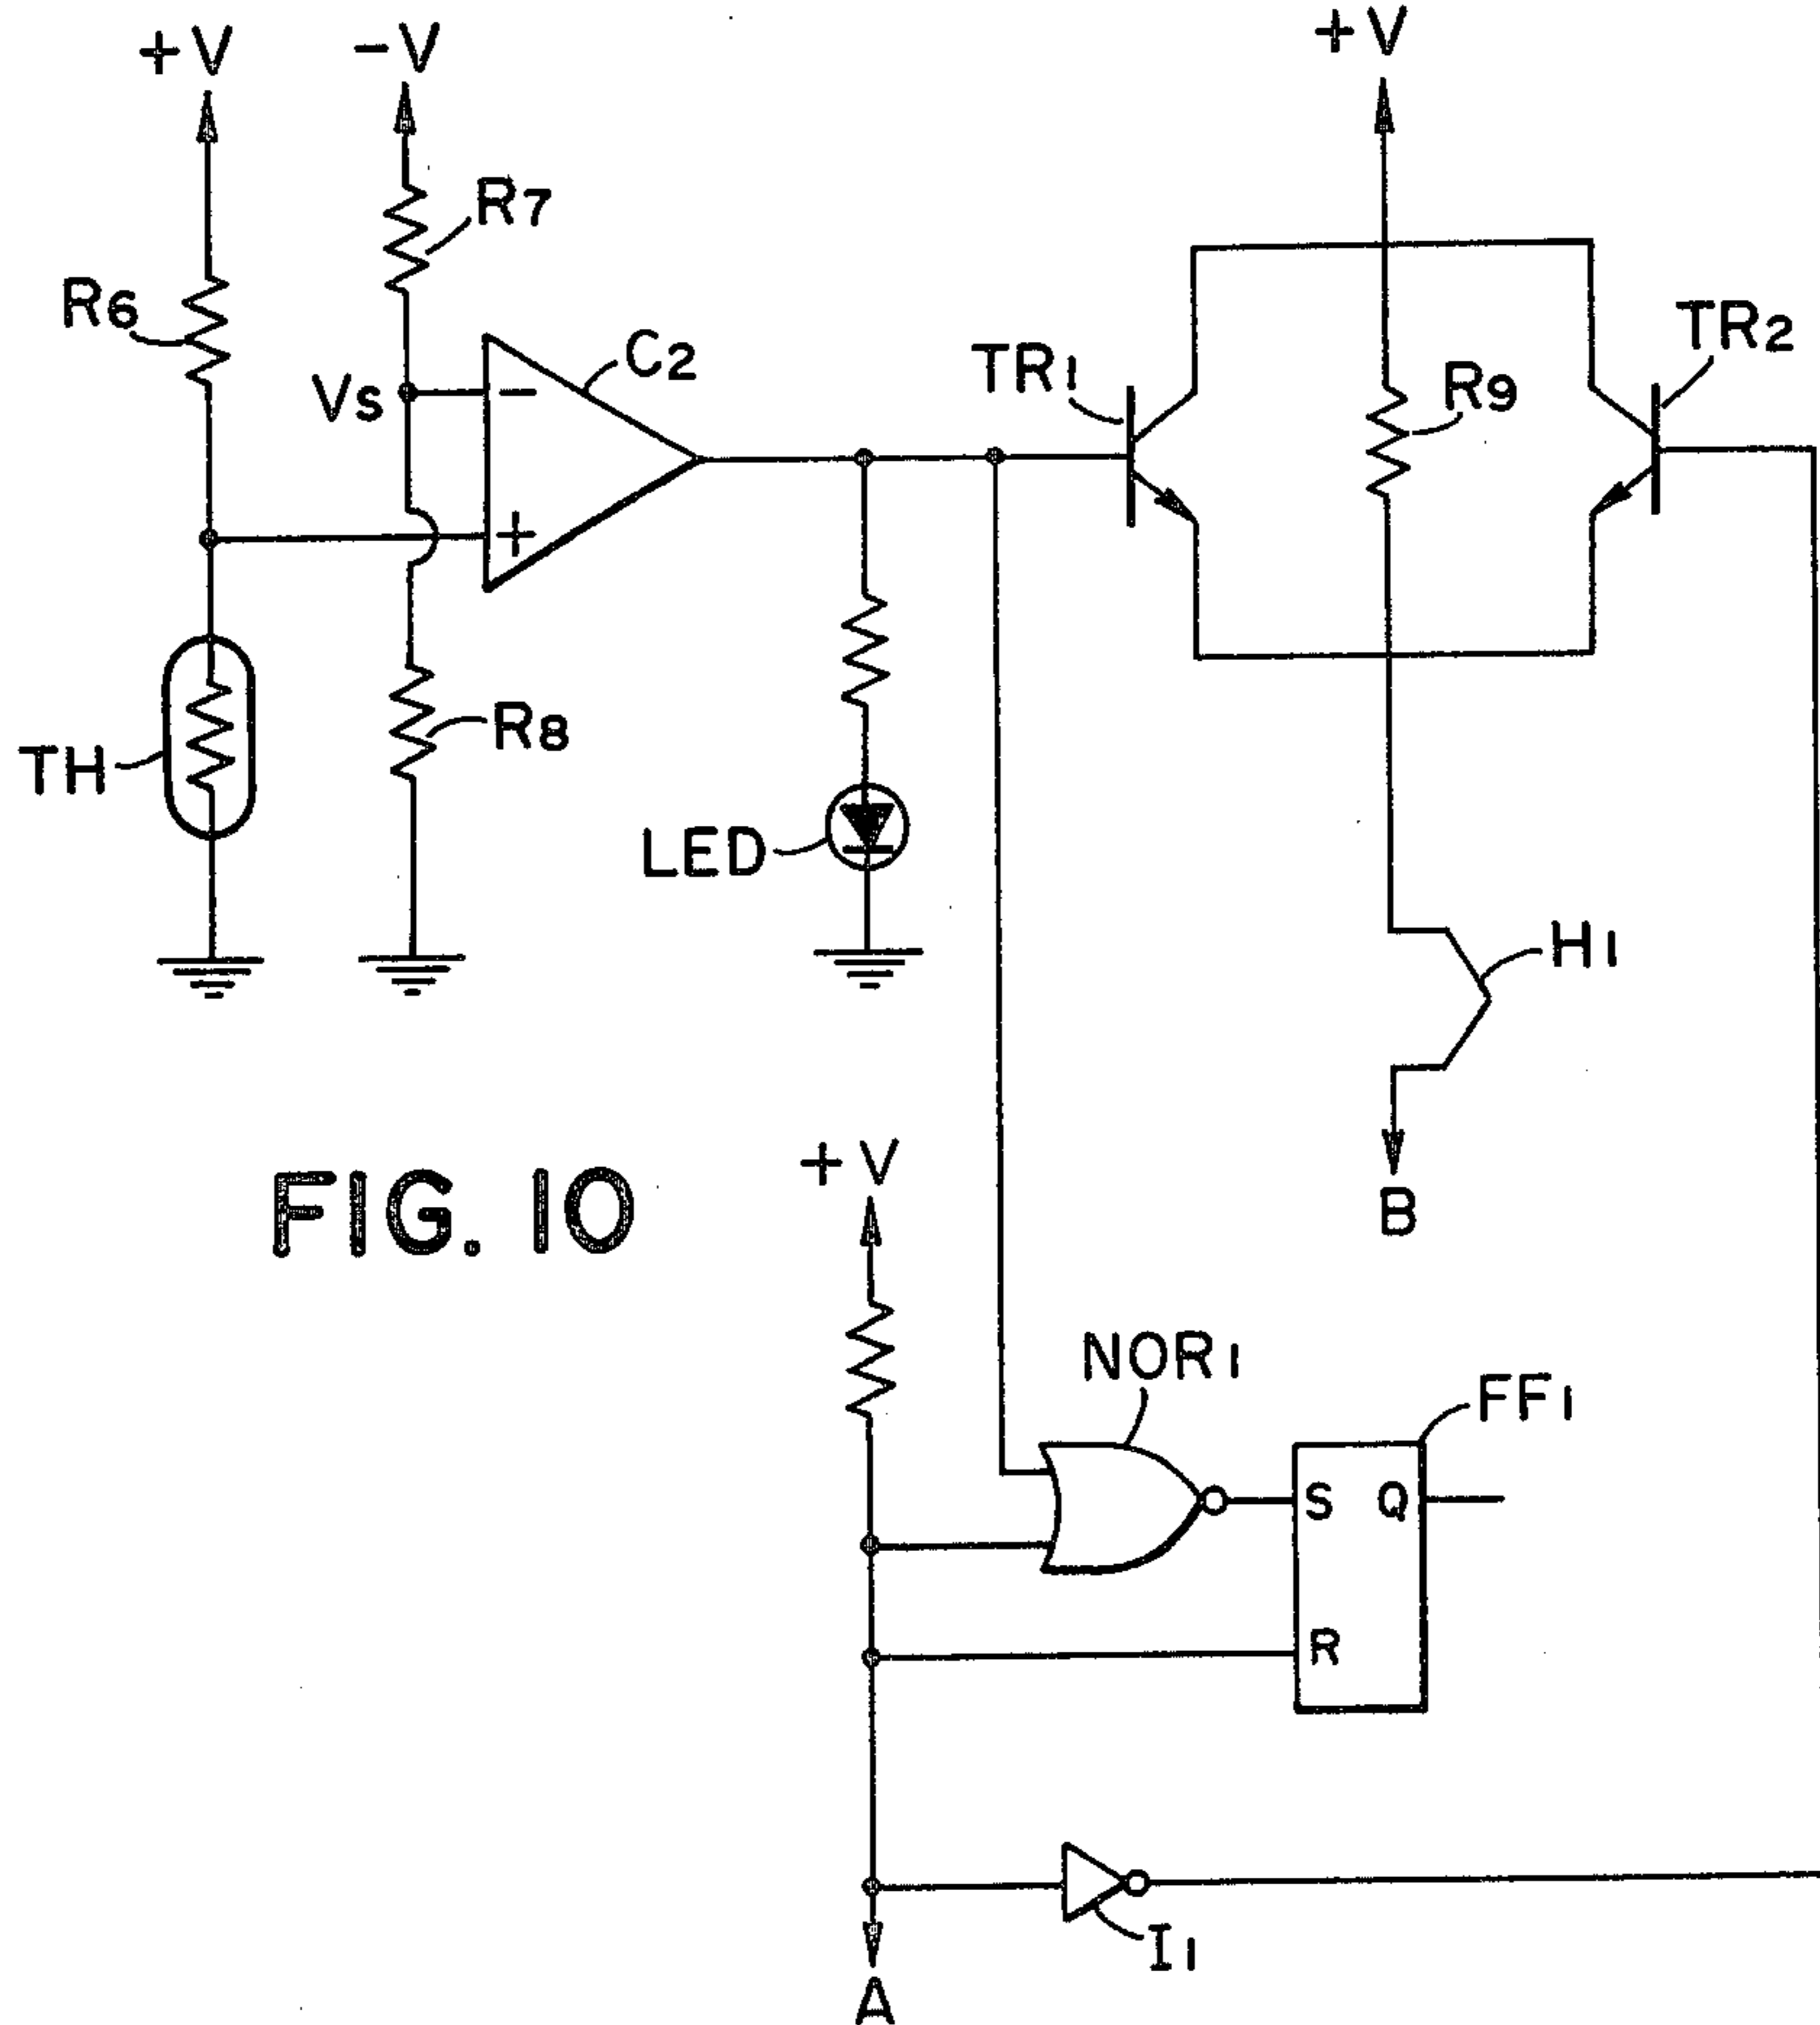 +V
-V
+V
R7
R6
TR2
C2
TR1
R9
Vs
-
+
R8
TH
LED
H1
+V
B
FIG. 10
NOR1
FF1
S Q
R
I1
A